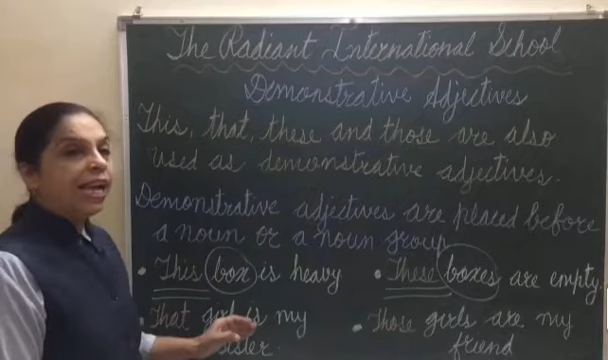 The Radiant International School
Demonstrative Adjectives
This, that, these and those are also
used as demonstrative adjectives.
Demonstrative adjectives are placed before
a noun or a noun group
• This box is heavy
• These boxes are empty.
• That girl is my
sister.
• Those girls are my
friend